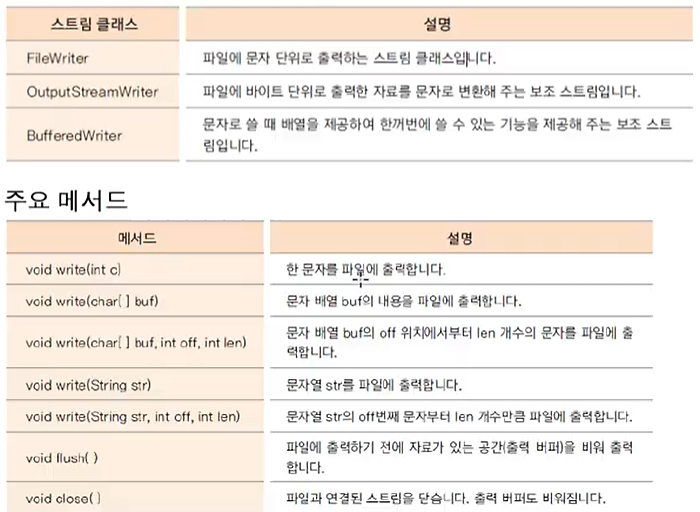 스트림 클래스 설명
FileWriter 파일에 문자 단위로 출력하는 스트림 클래스입니다.
OutputStreamWriter 파일에 바이트 단위로 출력한 자료를 문자로 변환해 주는 보조 스트림입니다.
BufferedWriter 문자로 쓸 때 배열을 제공하여 한꺼번에 쓸 수 있는 기능을 제공해 주는 보조 스트
림입니다.
주요 메서드
메서드 설명
void write(int c) 한 문자를 파일에 출력합니다.
void write(char[ ] buf) 문자 배열 buf의 내용을 파일에 출력합니다.
void write(char[ ] buf, int off, int len) 문자 배열 buf의 off 위치에서부터 len 개수의 문자를 파일에 출
력합니다.
void write(String str) 문자열 str를 파일에 출력합니다.
void write(String str, int off, int len) 문자열 str의 off번째 문자부터 len 개수만큼 파일에 출력합니다.
void flush( ) 파일에 출력하기 전에 자료가 있는 공간(출력 버퍼)을 비워 출력
합니다.
void close( ) 파일과 연결된 스트림을 닫습니다. 출력 버퍼도 비워집니다.